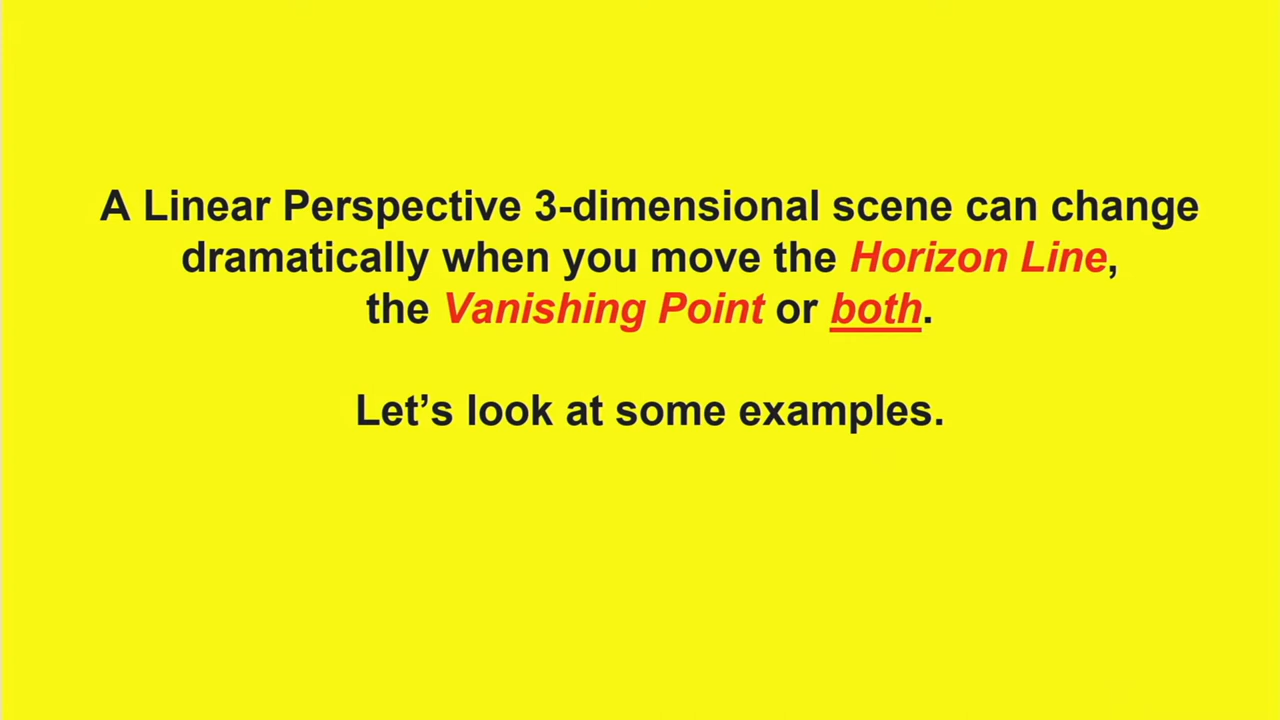 A Linear Perspective 3-dimensional scene can change
dramatically when you move the Horizon Line,
the Vanishing Point or both.
Let’s look at some examples.